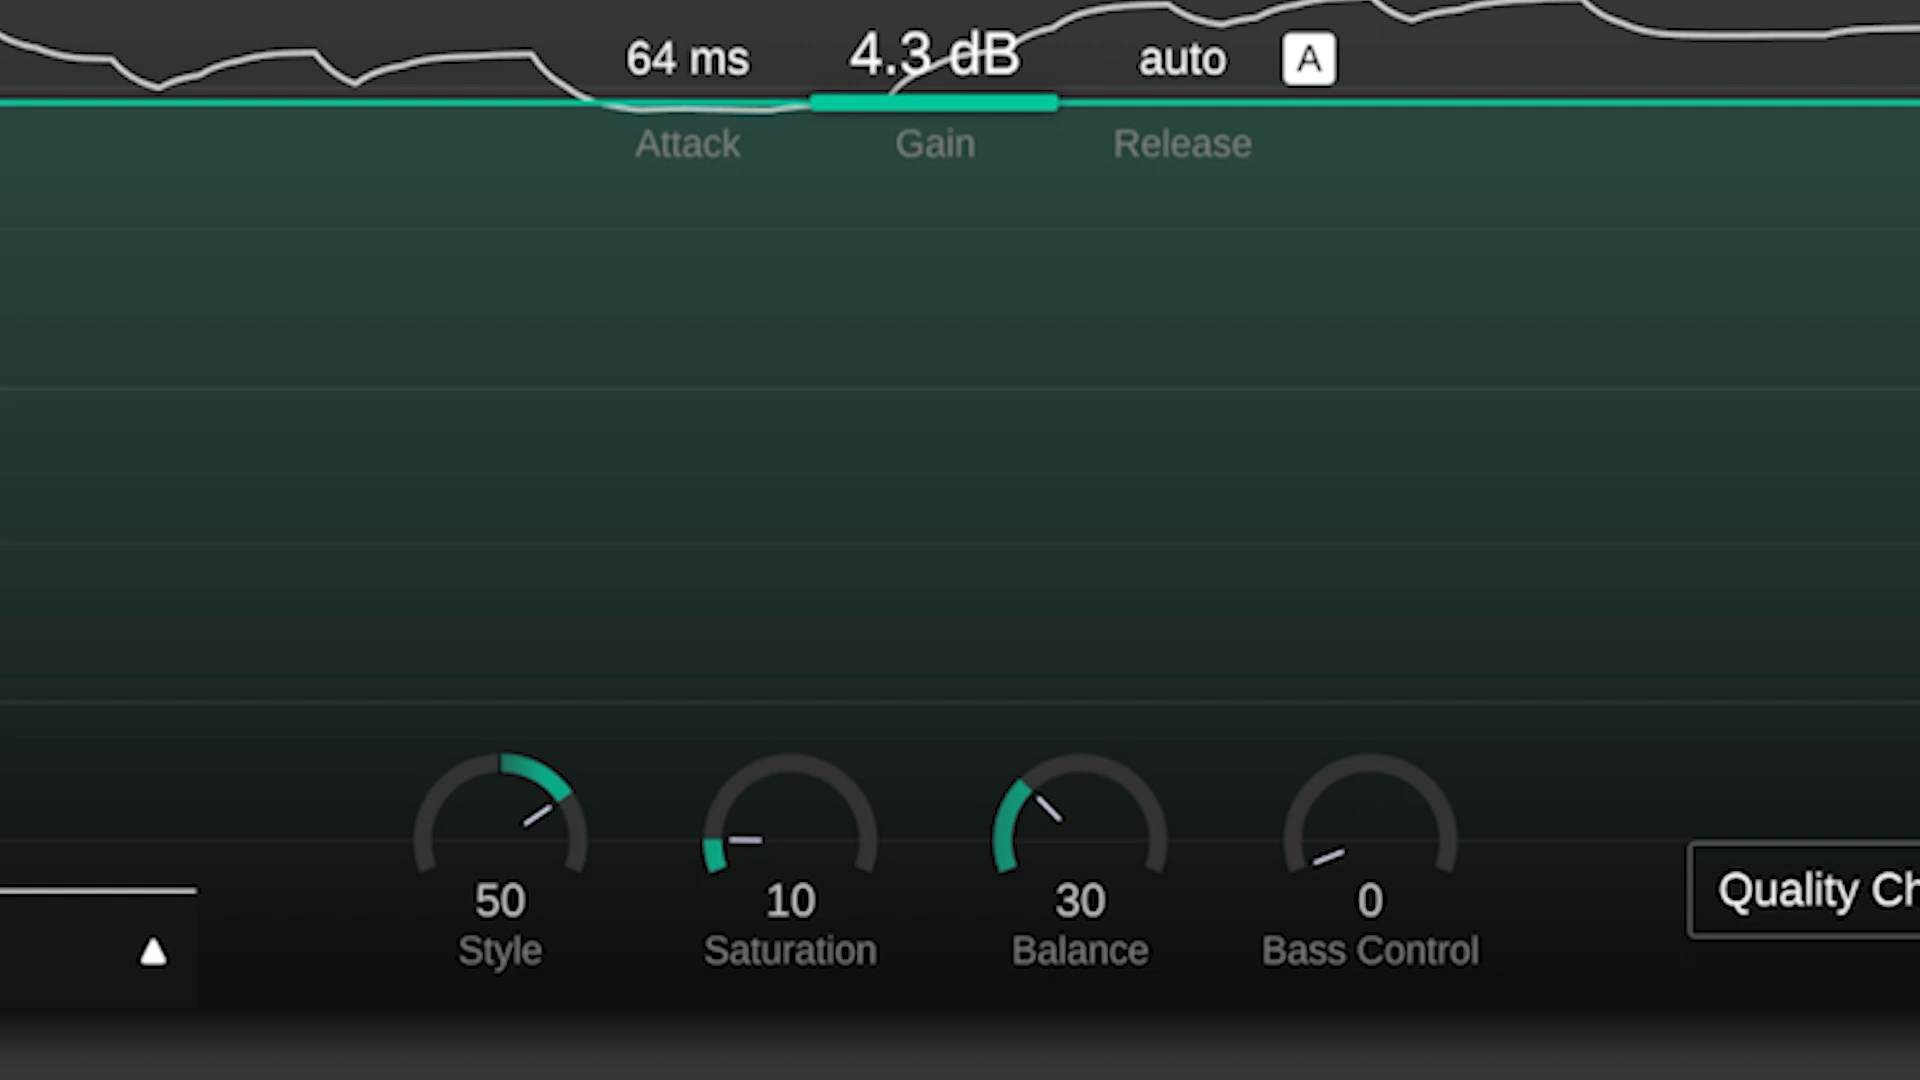 64 ms 4.3 dB auto A
Attack Gain Release
50 10 30 0
Style Saturation Balance Bass Control
Quality Ch